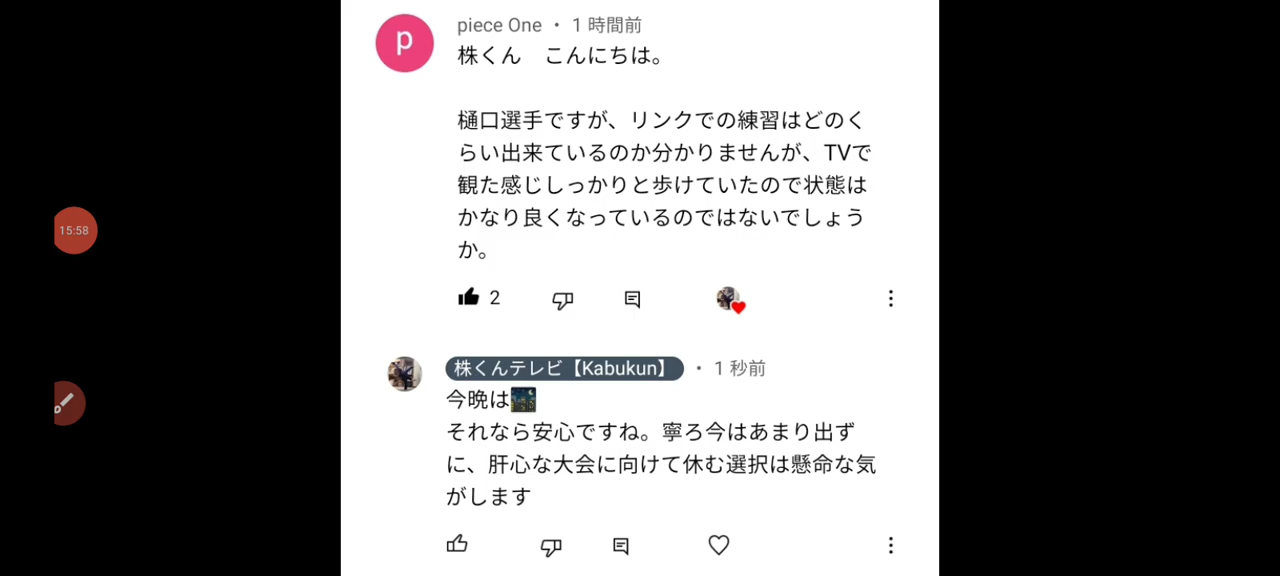 piece One ・ 1 時間前
p
株くん　こんにちは。
樋口選手ですが、リンクでの練習はどのく
らい出来ているのか分かりませんが、TVで
観た感じしっかりと歩けていたので状態は
かなり良くなっているのではないでしょう
か。
15:58
2
株くんテレビ【Kabukun】 ・ 1 秒前
今晩は🌃
それなら安心ですね。寧ろ今はあまり出ず
に、肝心な大会に向けて休む選択は懸命な気
がします